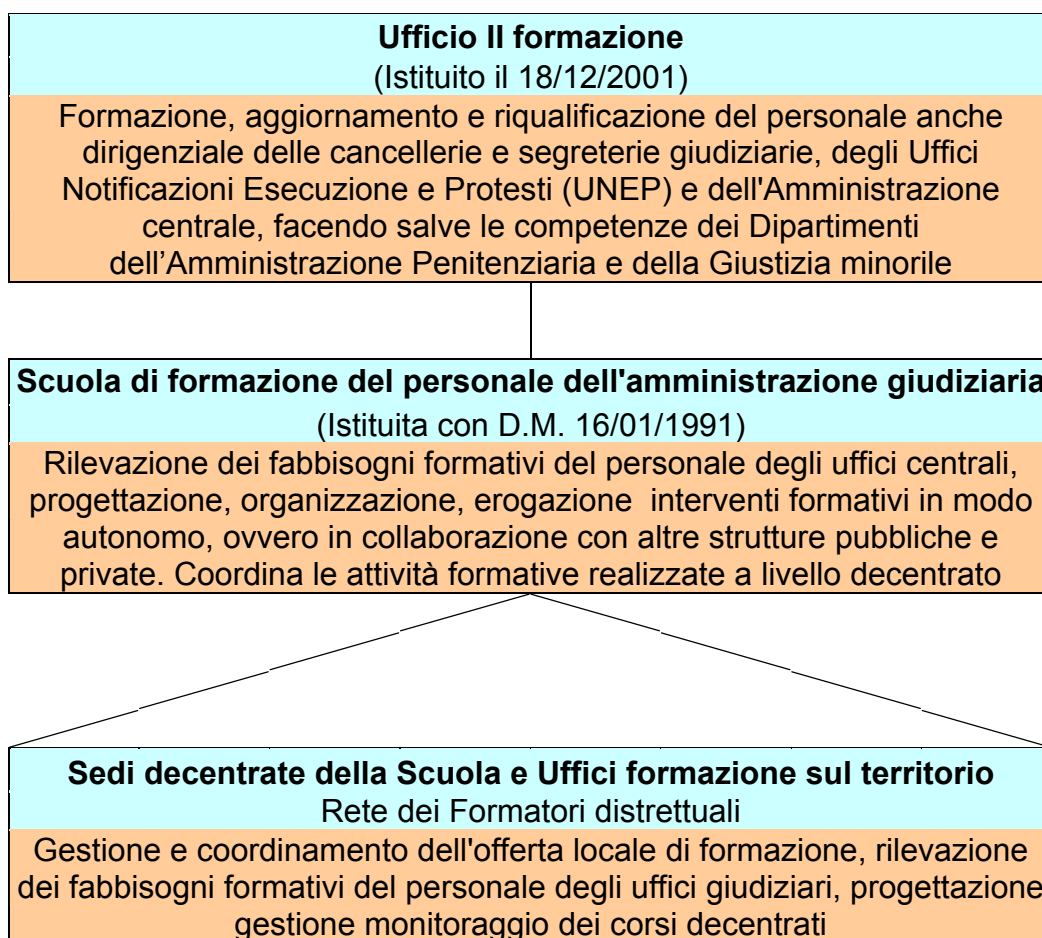 Ufficio II formazione
(Istituito il 18/12/2001)
Formazione, aggiornamento e riqualificazione del personale anche
dirigenziale delle cancellerie e segreterie giudiziarie, degli Uffici
Notificazioni Esecuzione e Protesti (UNEP) e dell'Amministrazione
centrale, facendo salve le competenze dei Dipartimenti
dell’Amministrazione Penitenziaria e della Giustizia minorile
Scuola di formazione del personale dell'amministrazione giudiziaria
(Istituita con D.M. 16/01/1991)
Rilevazione dei fabbisogni formativi del personale degli uffici centrali,
progettazione, organizzazione, erogazione interventi formativi in modo
autonomo, ovvero in collaborazione con altre strutture pubbliche e
private. Coordina le attività formative realizzate a livello decentrato
Sedi decentrate della Scuola e Uffici formazione sul territorio
Rete dei Formatori distrettuali
Gestione e coordinamento dell'offerta locale di formazione, rilevazione
dei fabbisogni formativi del personale degli uffici giudiziari, progettazione
gestione monitoraggio dei corsi decentrati